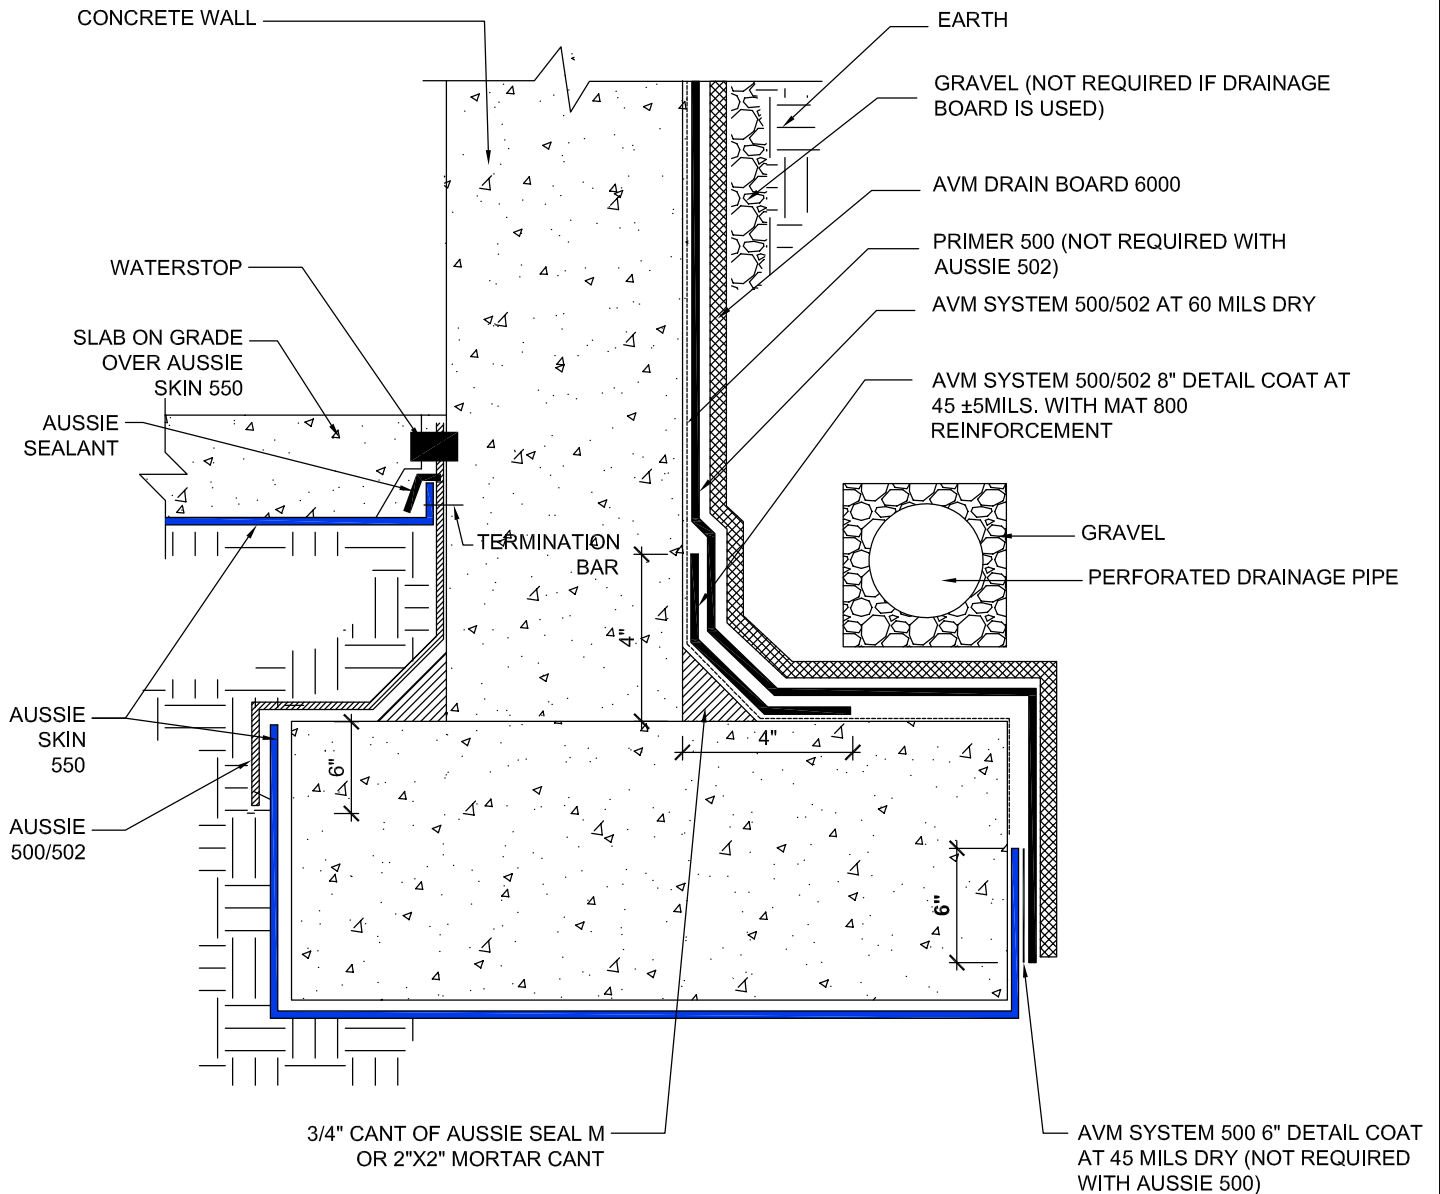 CONCRETE WALL
EARTH
GRAVEL (NOT REQUIRED IF DRAINAGE
BOARD IS USED)
AVM DRAIN BOARD 6000
PRIMER 500 (NOT REQUIRED WITH
AUSSIE 502)
WATERSTOP
AVM SYSTEM 500/502 AT 60 MILS DRY
SLAB ON GRADE
OVER AUSSIE
SKIN 550
AVM SYSTEM 500/502 8" DETAIL COAT AT
45 ±5MILS. WITH MAT 800
REINFORCEMENT
AUSSIE
SEALANT
TERMINATION
BAR
GRAVEL
PERFORATED DRAINAGE PIPE
4"
AUSSIE
SKIN
550
4"
6"
AUSSIE
500/502
6"
3/4" CANT OF AUSSIE SEAL M
OR 2"X2" MORTAR CANT
AVM SYSTEM 500 6" DETAIL COAT
AT 45 MILS DRY (NOT REQUIRED
WITH AUSSIE 500)